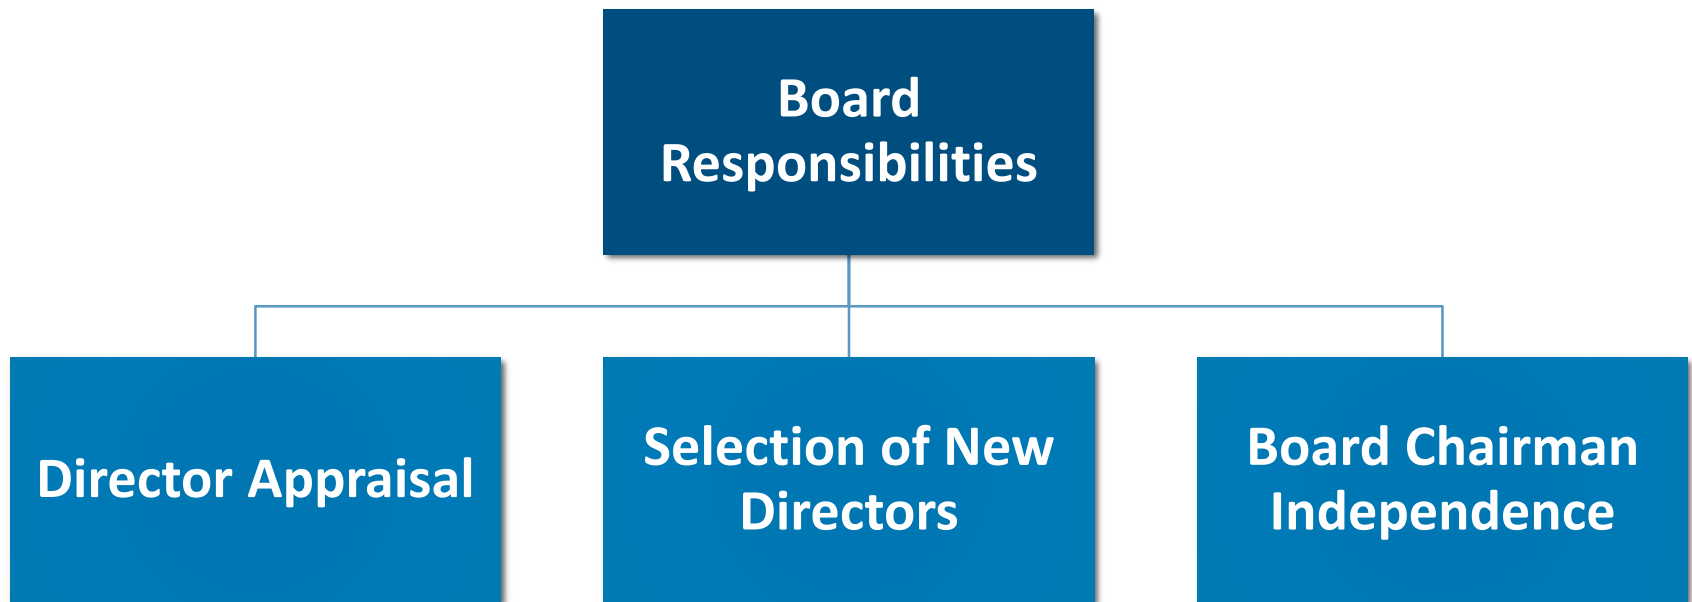 Board
Responsibilities
Director Appraisal
Selection of New
Directors
Board Chairman
Independence